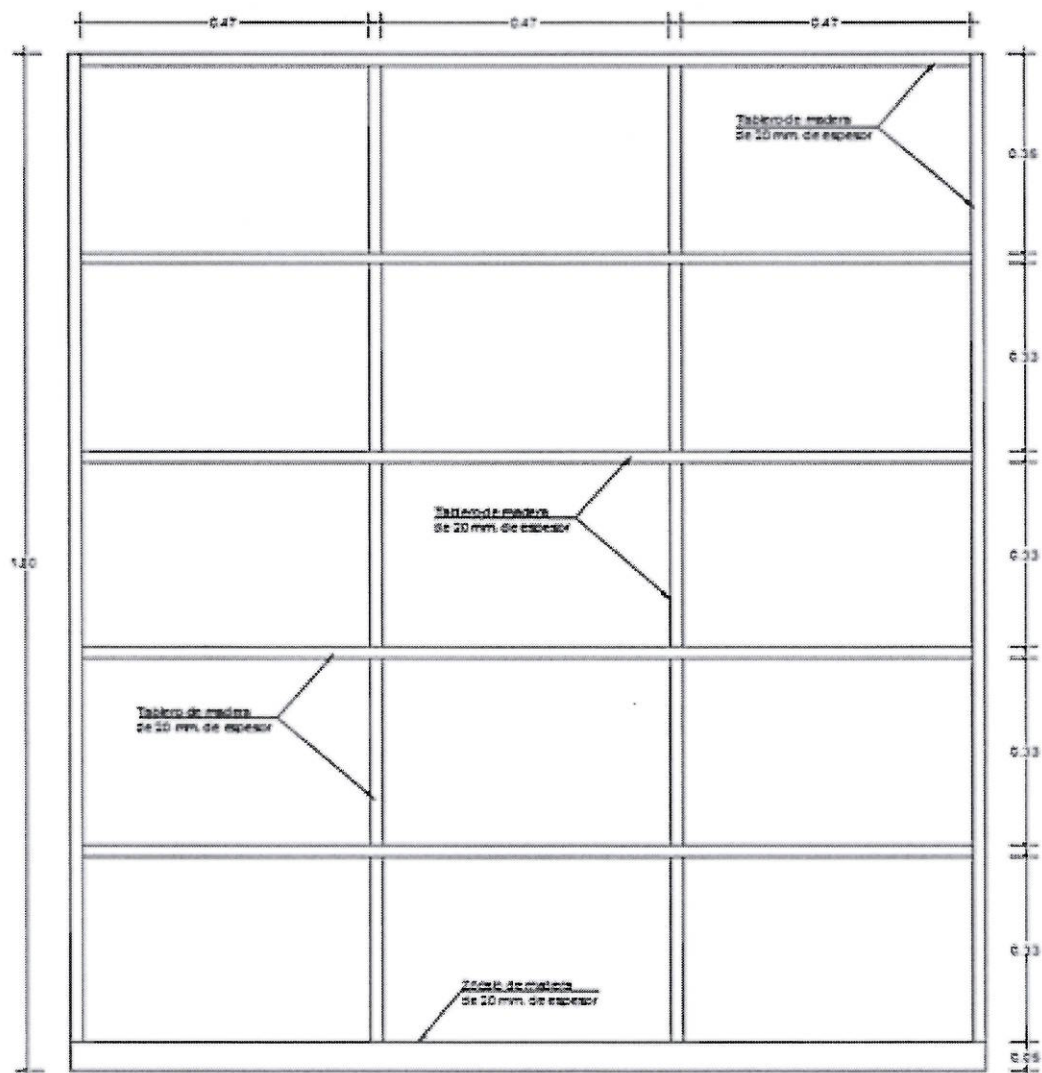 0.47 0.47 0.47
Tablero de madera
de 20 mm. de espesor
0.35
0.33
Tablero de madera
de 20 mm. de espesor
0.33
1.80
Tablero de madera
de 20 mm. de espesor
0.33
0.33
Zócalo de madera
de 20 mm. de espesor
0.05